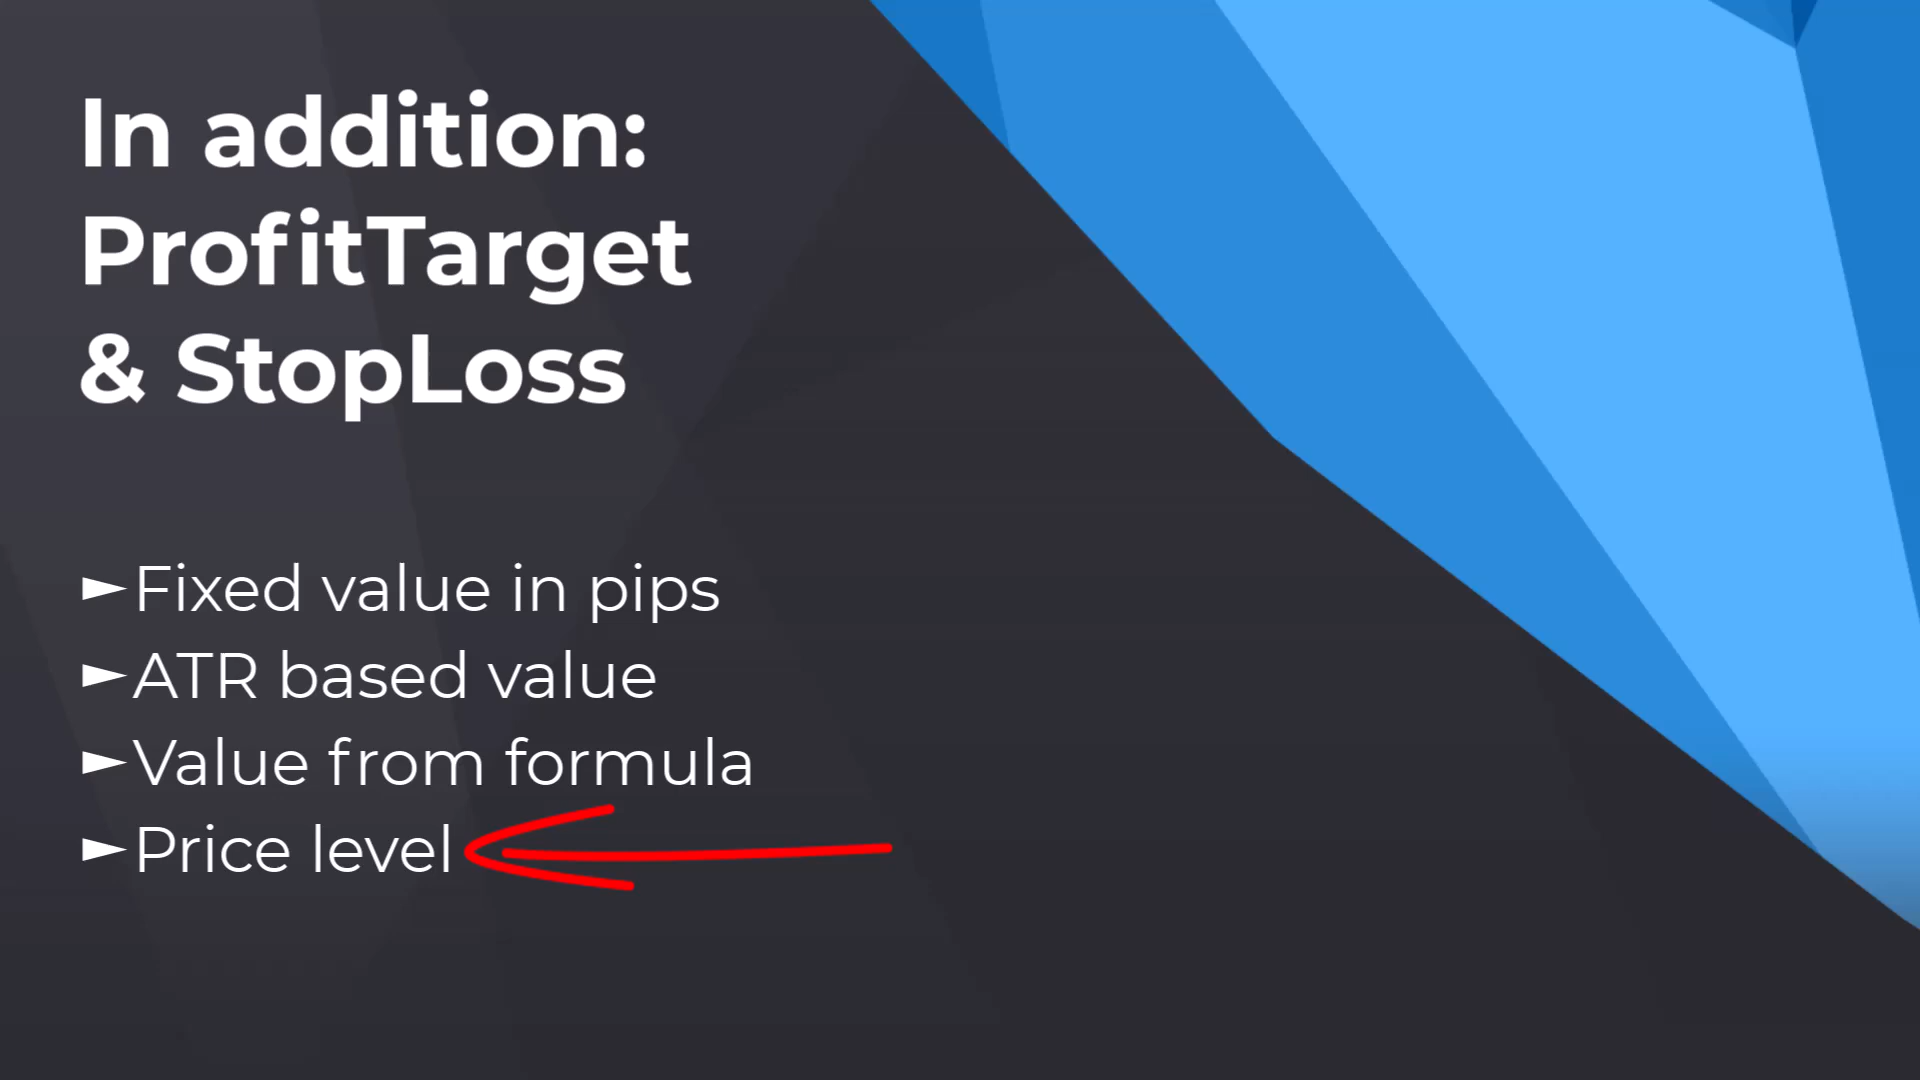 In addition:
ProfitTarget
& StopLoss
►Fixed value in pips
►ATR based value
►Value from formula
►Price level